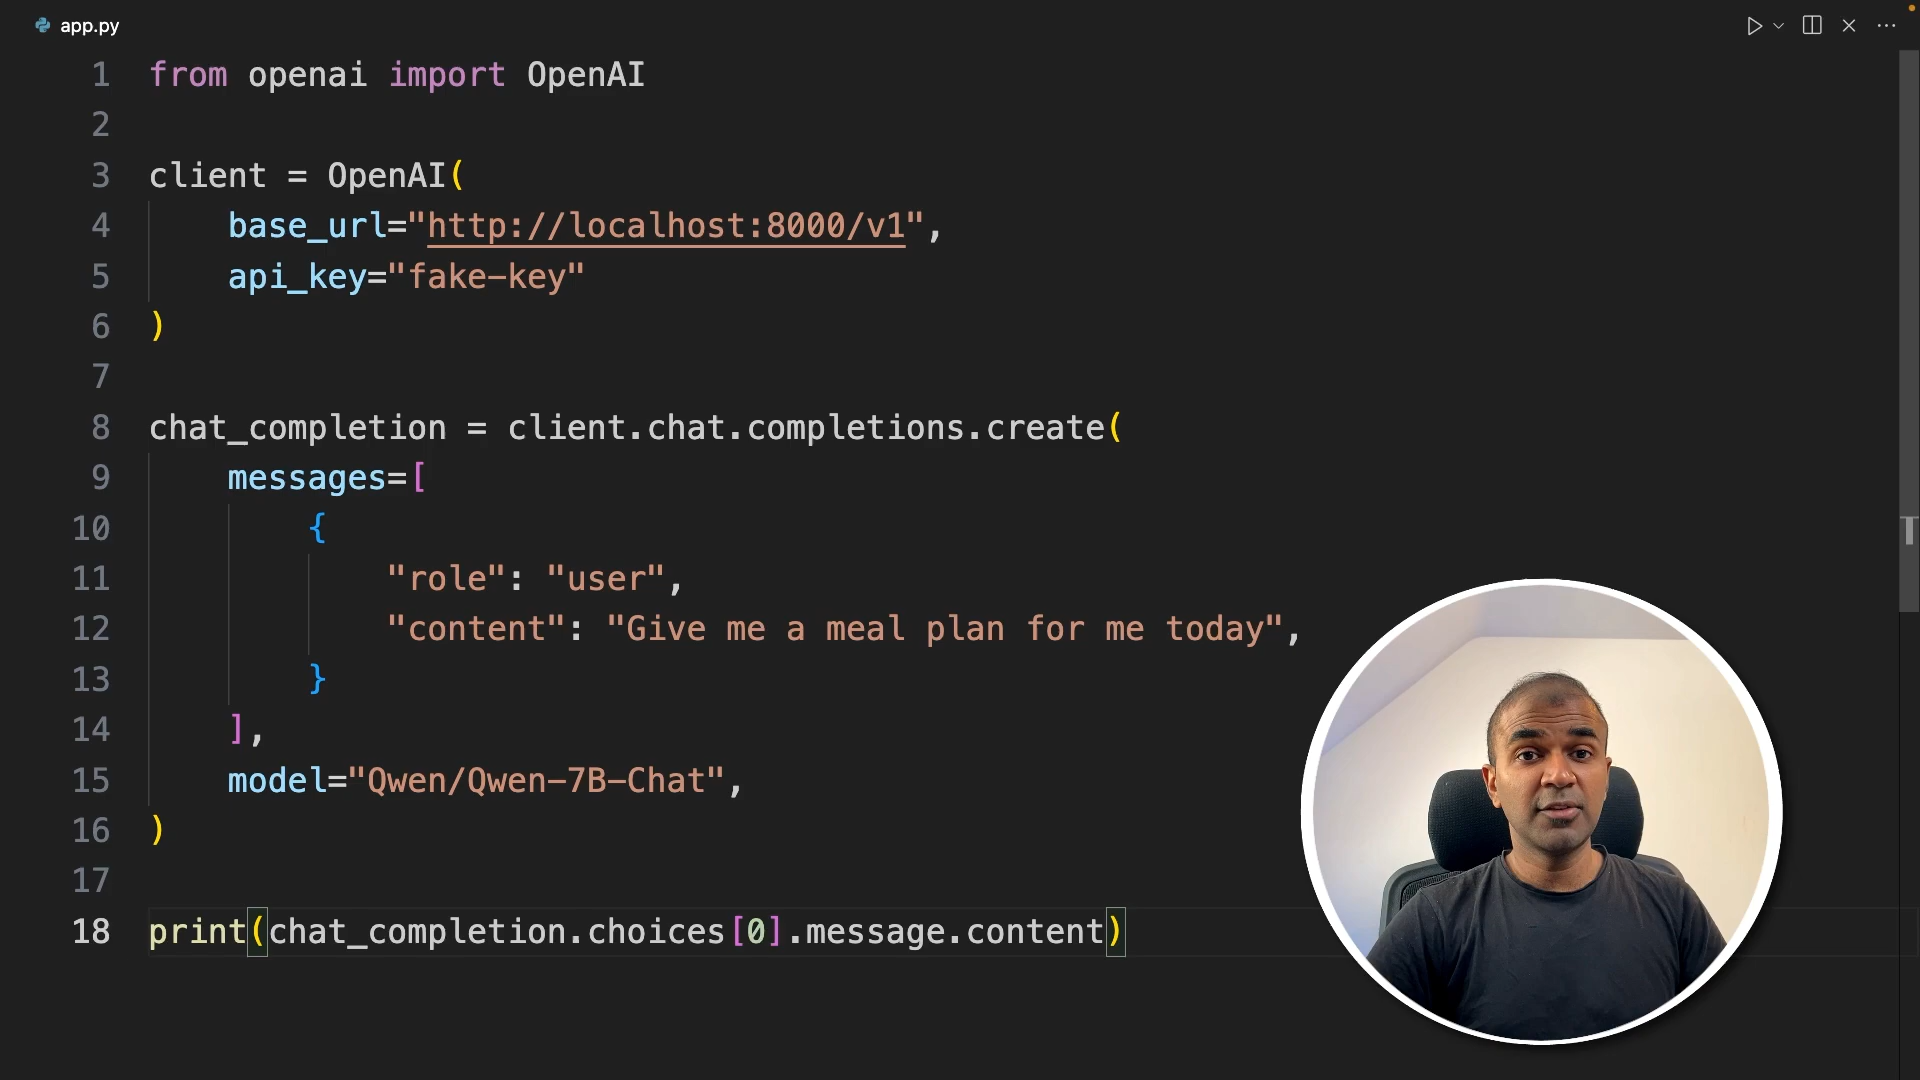 app.py
1 from openai import OpenAI
2
3 client = OpenAI(
4     base_url="http://localhost:8000/v1",
5     api_key="fake-key"
6 )
7
8 chat_completion = client.chat.completions.create(
9     messages=[
10         {
11             "role": "user",
12             "content": "Give me a meal plan for me today",
13         }
14     ],
15     model="Qwen/Qwen-7B-Chat",
16 )
17
18 print(chat_completion.choices[0].message.content)